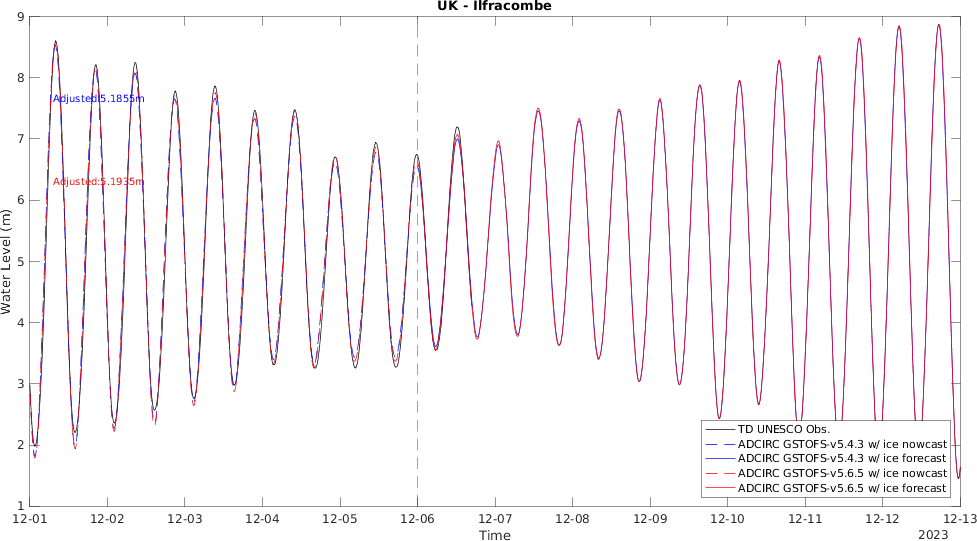 UK - Ilfracombe
9
8
7
6
5
4
3
2
1
Water Level (m)
Adjusted:5.1855m
Adjusted:5.1935m
TD UNESCO Obs.
ADCIRC GSTOFS-v5.4.3 w/ ice nowcast
ADCIRC GSTOFS-v5.4.3 w/ ice forecast
ADCIRC GSTOFS-v5.6.5 w/ ice nowcast
ADCIRC GSTOFS-v5.6.5 w/ ice forecast
12-01 12-02 12-03 12-04 12-05 12-06 12-07 12-08 12-09 12-10 12-11 12-12 12-13
Time
2023